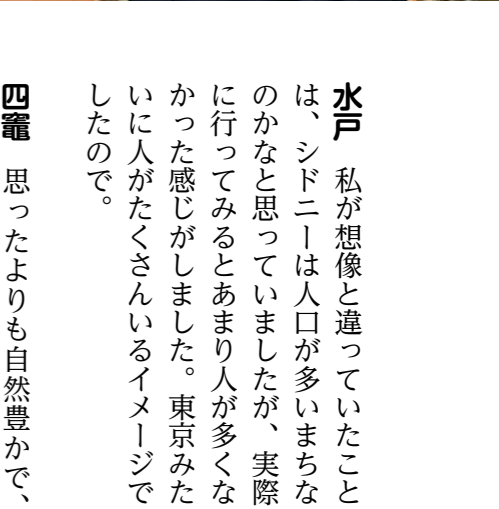 水戸　私が想像と違っていたこと
は、シドニーは人口が多いまちな
のかなと思っていましたが、実際
に行ってみるとあまり人が多くな
かった感じがしました。東京みた
いに人がたくさんいるイメージで
したので。
四竈　思ったよりも自然豊かで、